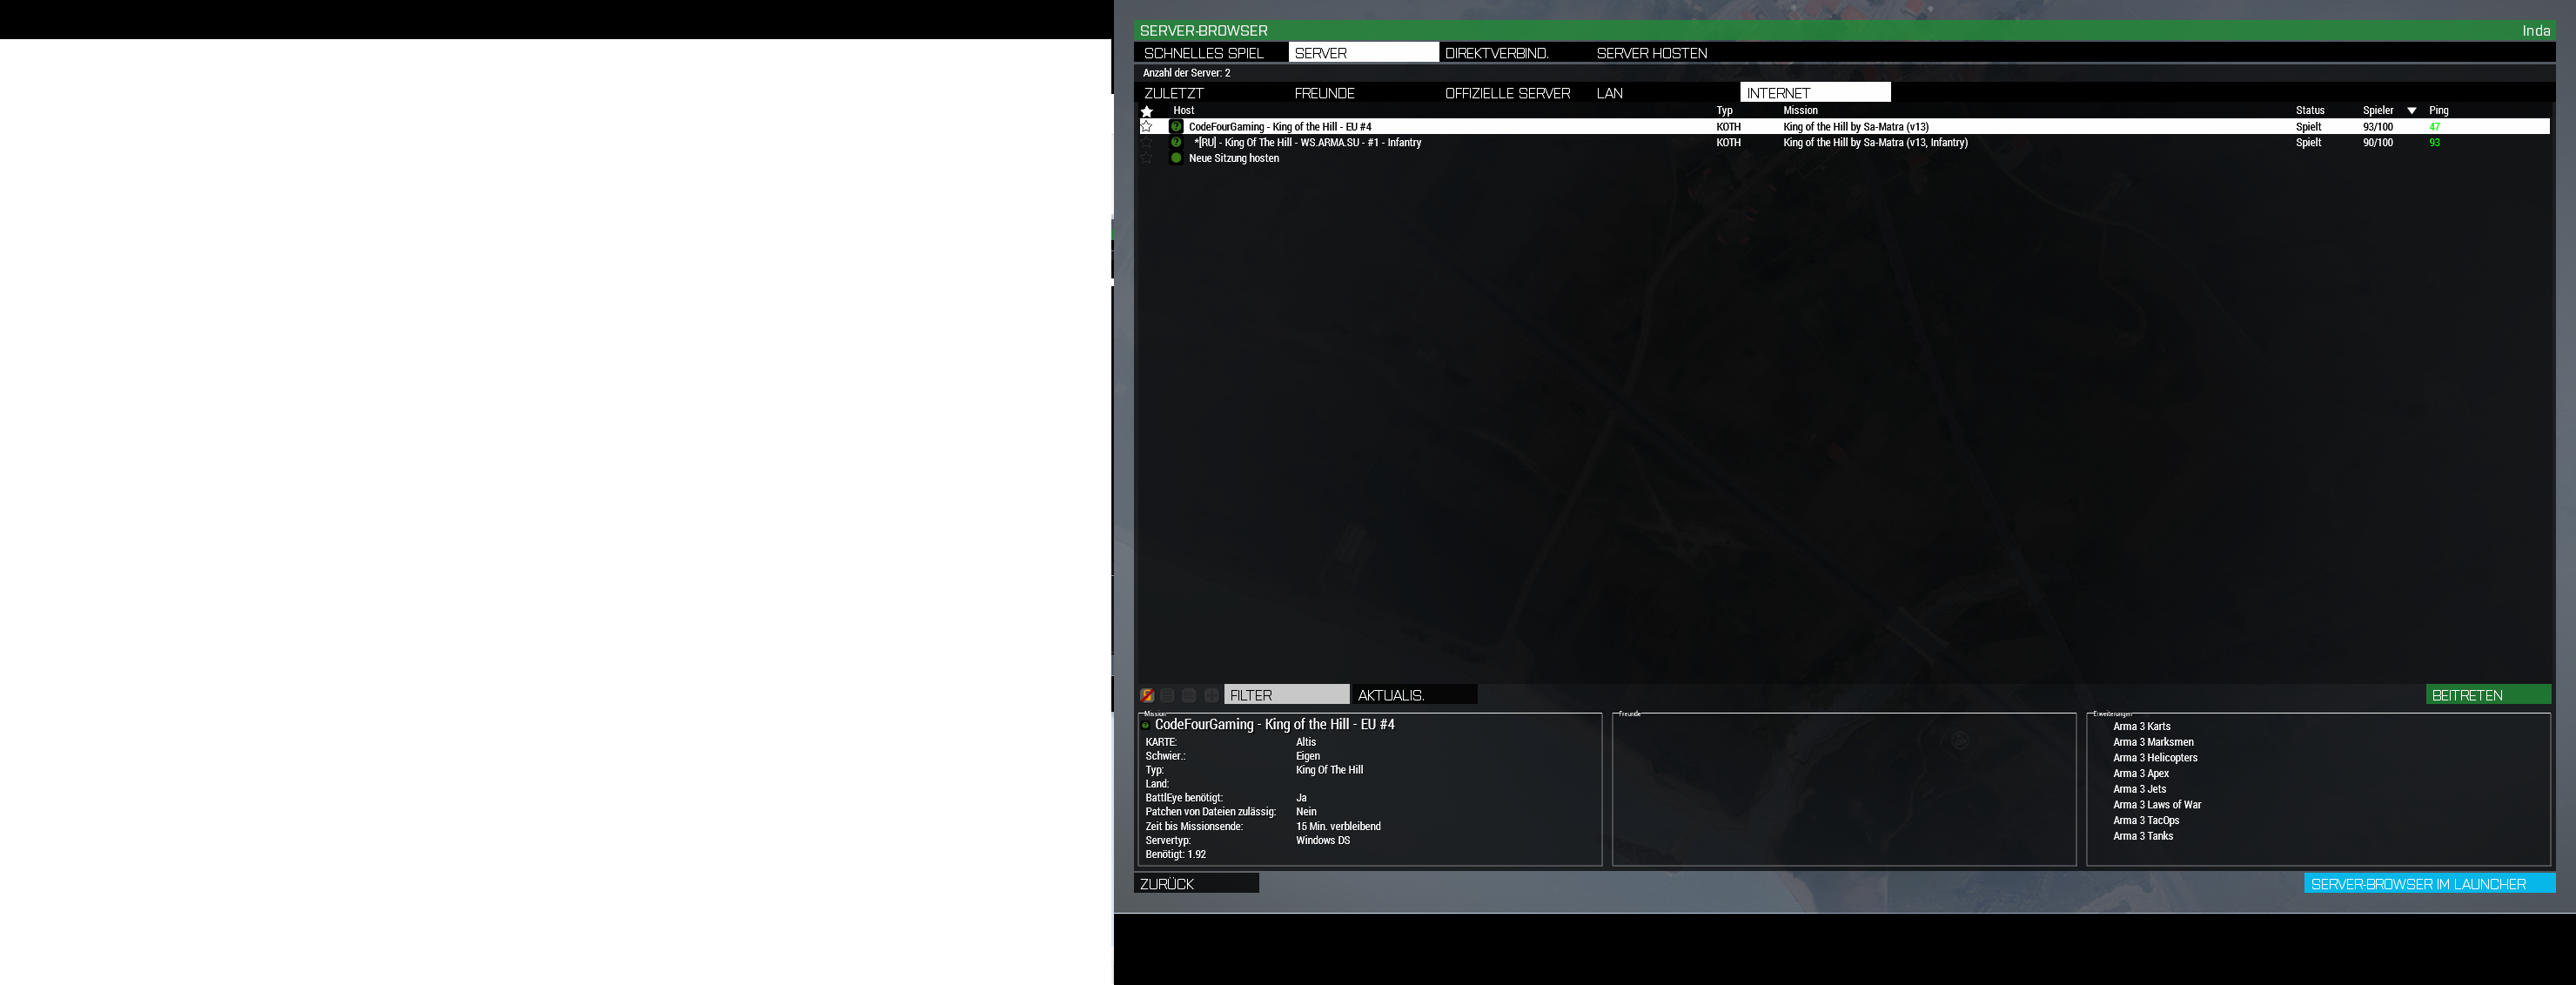 SERVER-BROWSER Inda
SCHNELLES SPIEL SERVER DIREKTVERBIND. SERVER HOSTEN
Anzahl der Server: 2
ZULETZT FREUNDE OFFIZIELLE SERVER LAN INTERNET
Host Typ Mission Status Spieler Ping
CodeFourGaming - King of the Hill - EU #4 KOTH King of the Hill by Sa-Matra (v13) Spielt 93/100 47
*[RU] - King Of The Hill - WS.ARMA.SU - #1 - Infantry KOTH King of the Hill by Sa-Matra (v13, Infantry) Spielt 90/100 93
Neue Sitzung hosten
FILTER AKTUALIS. BEITRETEN
Mission Freunde Erweiterungen
CodeFourGaming - King of the Hill - EU #4
KARTE: Altis
Schwier.: Eigen
Typ: King Of The Hill
Land:
BattlEye benötigt: Ja
Patchen von Dateien zulässig: Nein
Zeit bis Missionsende: 15 Min. verbleibend
Servertyp: Windows DS
Benötigt: 1.92
Arma 3 Karts
Arma 3 Marksmen
Arma 3 Helicopters
Arma 3 Apex
Arma 3 Jets
Arma 3 Laws of War
Arma 3 TacOps
Arma 3 Tanks
ZURÜCK SERVER-BROWSER IM LAUNCHER